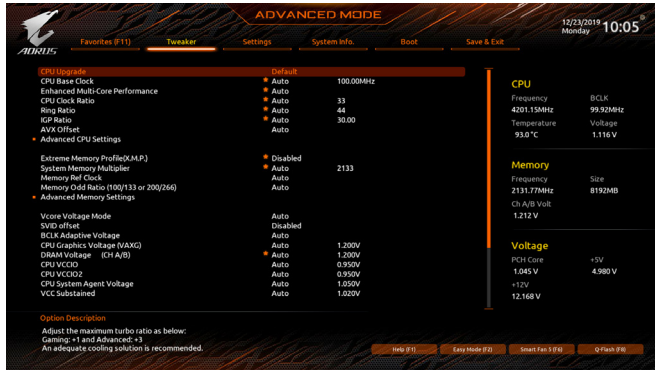 ADVANCED MODE
12/23/2019 Monday 10:05
AORUS
Favorites (F11) Tweaker Settings System Info. Boot Save & Exit
CPU Upgrade Default
CPU Base Clock Auto 100.00MHz
Enhanced Multi-Core Performance Auto
CPU Clock Ratio Auto 33
Ring Ratio Auto 44
IGP Ratio Auto 30.00
AVX Offset Auto
Advanced CPU Settings
Extreme Memory Profile(X.M.P.) Disabled
System Memory Multiplier Auto 2133
Memory Ref Clock Auto
Memory Odd Ratio (100/133 or 200/266) Auto
Advanced Memory Settings
Vcore Voltage Mode Auto
SVID offset Disabled
BCLK Adaptive Voltage Auto
CPU Graphics Voltage (VAXG) Auto 1.200V
DRAM Voltage (CH A/B) Auto 1.200V
CPU VCCIO Auto 0.950V
CPU VCCIO2 Auto 0.950V
CPU System Agent Voltage Auto 1.050V
VCC Substained Auto 1.020V
CPU
Frequency BCLK
4201.15MHz 99.92MHz
Temperature Voltage
93.0°C 1.116 V
Memory
Frequency Size
2131.77MHz 8192MB
Ch A/B Volt
1.212 V
Voltage
PCH Core +5V
1.045 V 4.980 V
+12V
12.168 V
Option Description
Adjust the maximum turbo ratio as below:
Gaming: +1 and Advanced: +3
An adequate cooling solution is recommended.
Help (F1) Easy Mode (F2) Smart Fan 5 (F6) Q-Flash (F8)